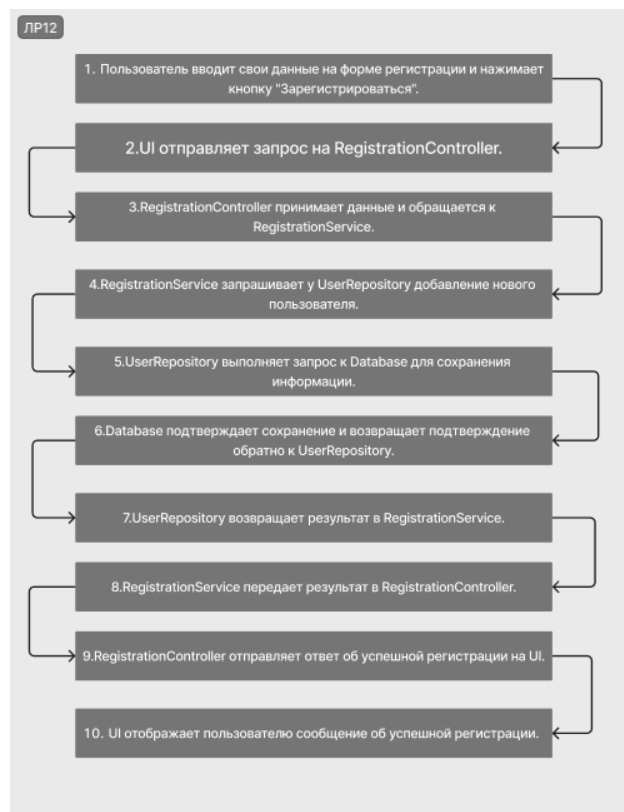 ЛР12
1. Пользователь вводит свои данные на форме регистрации и нажимает
кнопку "Зарегистрироваться".
2.UI отправляет запрос на RegistrationController.
3.RegistrationController принимает данные и обращается к
RegistrationService.
4.RegistrationService запрашивает у UserRepository добавление нового
пользователя.
5.UserRepository выполняет запрос к Database для сохранения
информации.
6.Database подтверждает сохранение и возвращает подтверждение
обратно к UserRepository.
7.UserRepository возвращает результат в RegistrationService.
8.RegistrationService передает результат в RegistrationController.
9.RegistrationController отправляет ответ об успешной регистрации на UI.
10. UI отображает пользователю сообщение об успешной регистрации.